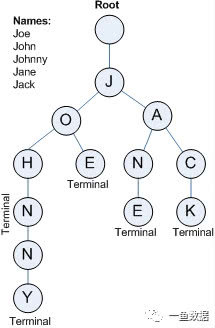 Root
Names:
Joe
John
Johnny
Jane
Jack
J
O
A
H
E
N
C
Terminal
Terminal
N
E
K
Terminal
Terminal
N
Y
Terminal
一鱼数据